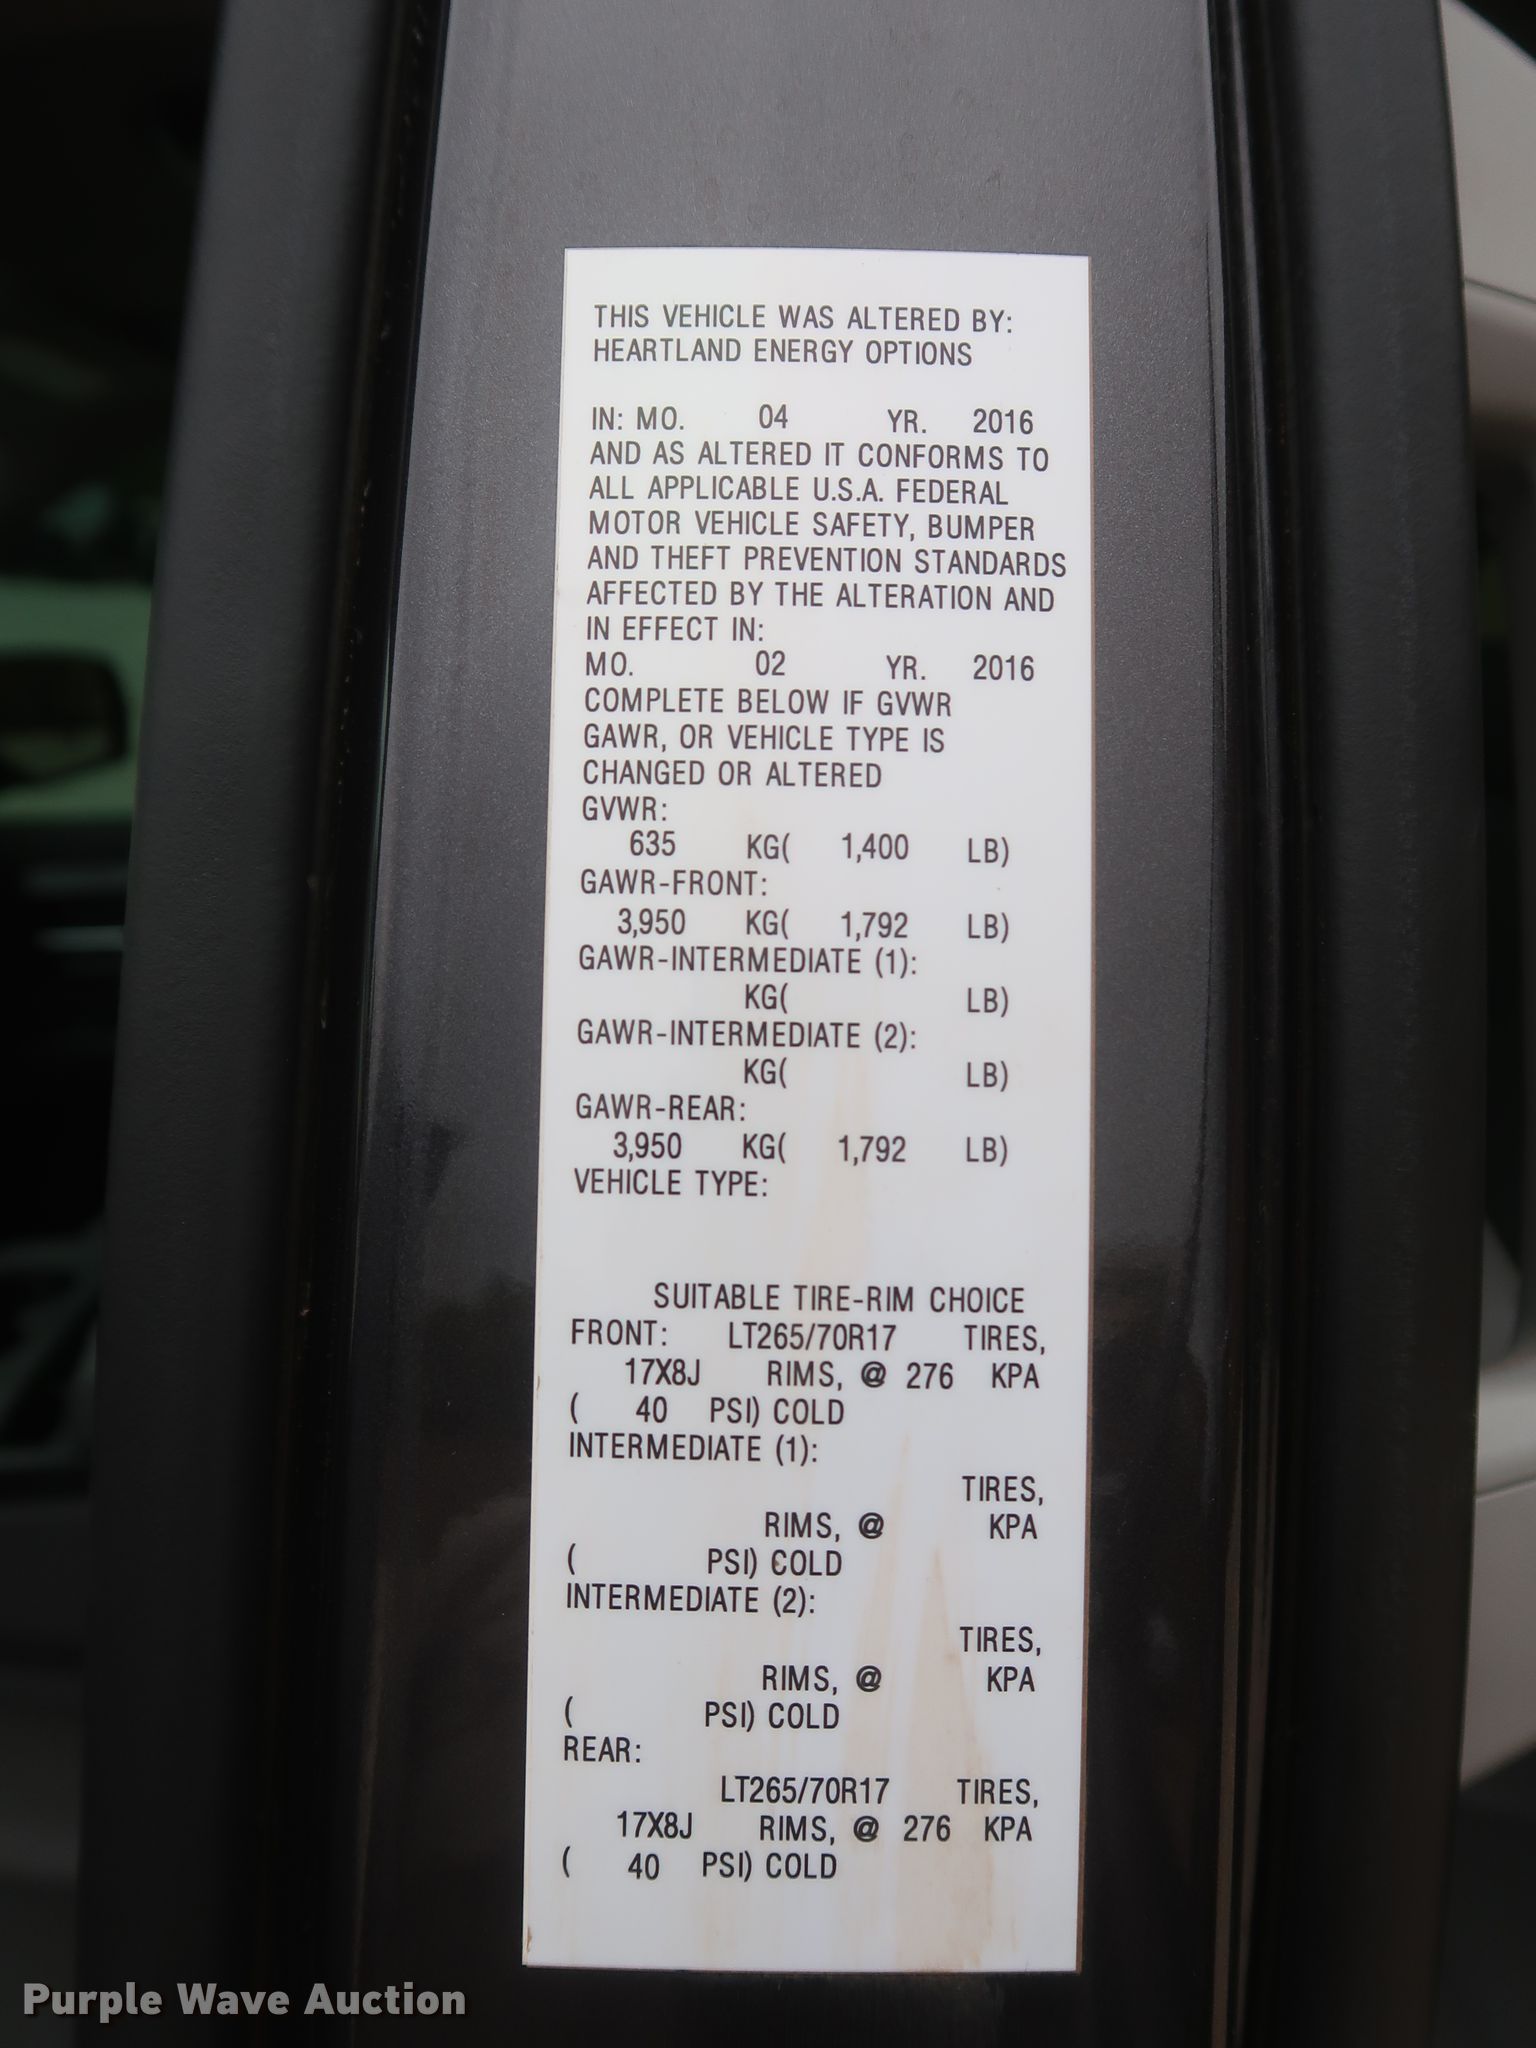 THIS VEHICLE WAS ALTERED BY:
HEARTLAND ENERGY OPTIONS
IN: MO. 04 YR. 2016
AND AS ALTERED IT CONFORMS TO
ALL APPLICABLE U.S.A. FEDERAL
MOTOR VEHICLE SAFETY, BUMPER
AND THEFT PREVENTION STANDARDS
AFFECTED BY THE ALTERATION AND
IN EFFECT IN:
MO. 02 YR. 2016
COMPLETE BELOW IF GVWR
GAWR, OR VEHICLE TYPE IS
CHANGED OR ALTERED
GVWR:
635 KG( 1,400 LB)
GAWR-FRONT:
3,950 KG( 1,792 LB)
GAWR-INTERMEDIATE (1):
KG( LB)
GAWR-INTERMEDIATE (2):
KG( LB)
GAWR-REAR:
3,950 KG( 1,792 LB)
VEHICLE TYPE:
SUITABLE TIRE-RIM CHOICE
FRONT: LT265/70R17 TIRES,
17X8J RIMS, @ 276 KPA
( 40 PSI) COLD
INTERMEDIATE (1):
TIRES,
RIMS, @ KPA
( PSI) COLD
INTERMEDIATE (2):
TIRES,
RIMS, @ KPA
( PSI) COLD
REAR:
LT265/70R17 TIRES,
17X8J RIMS, @ 276 KPA
( 40 PSI) COLD
Purple Wave Auction